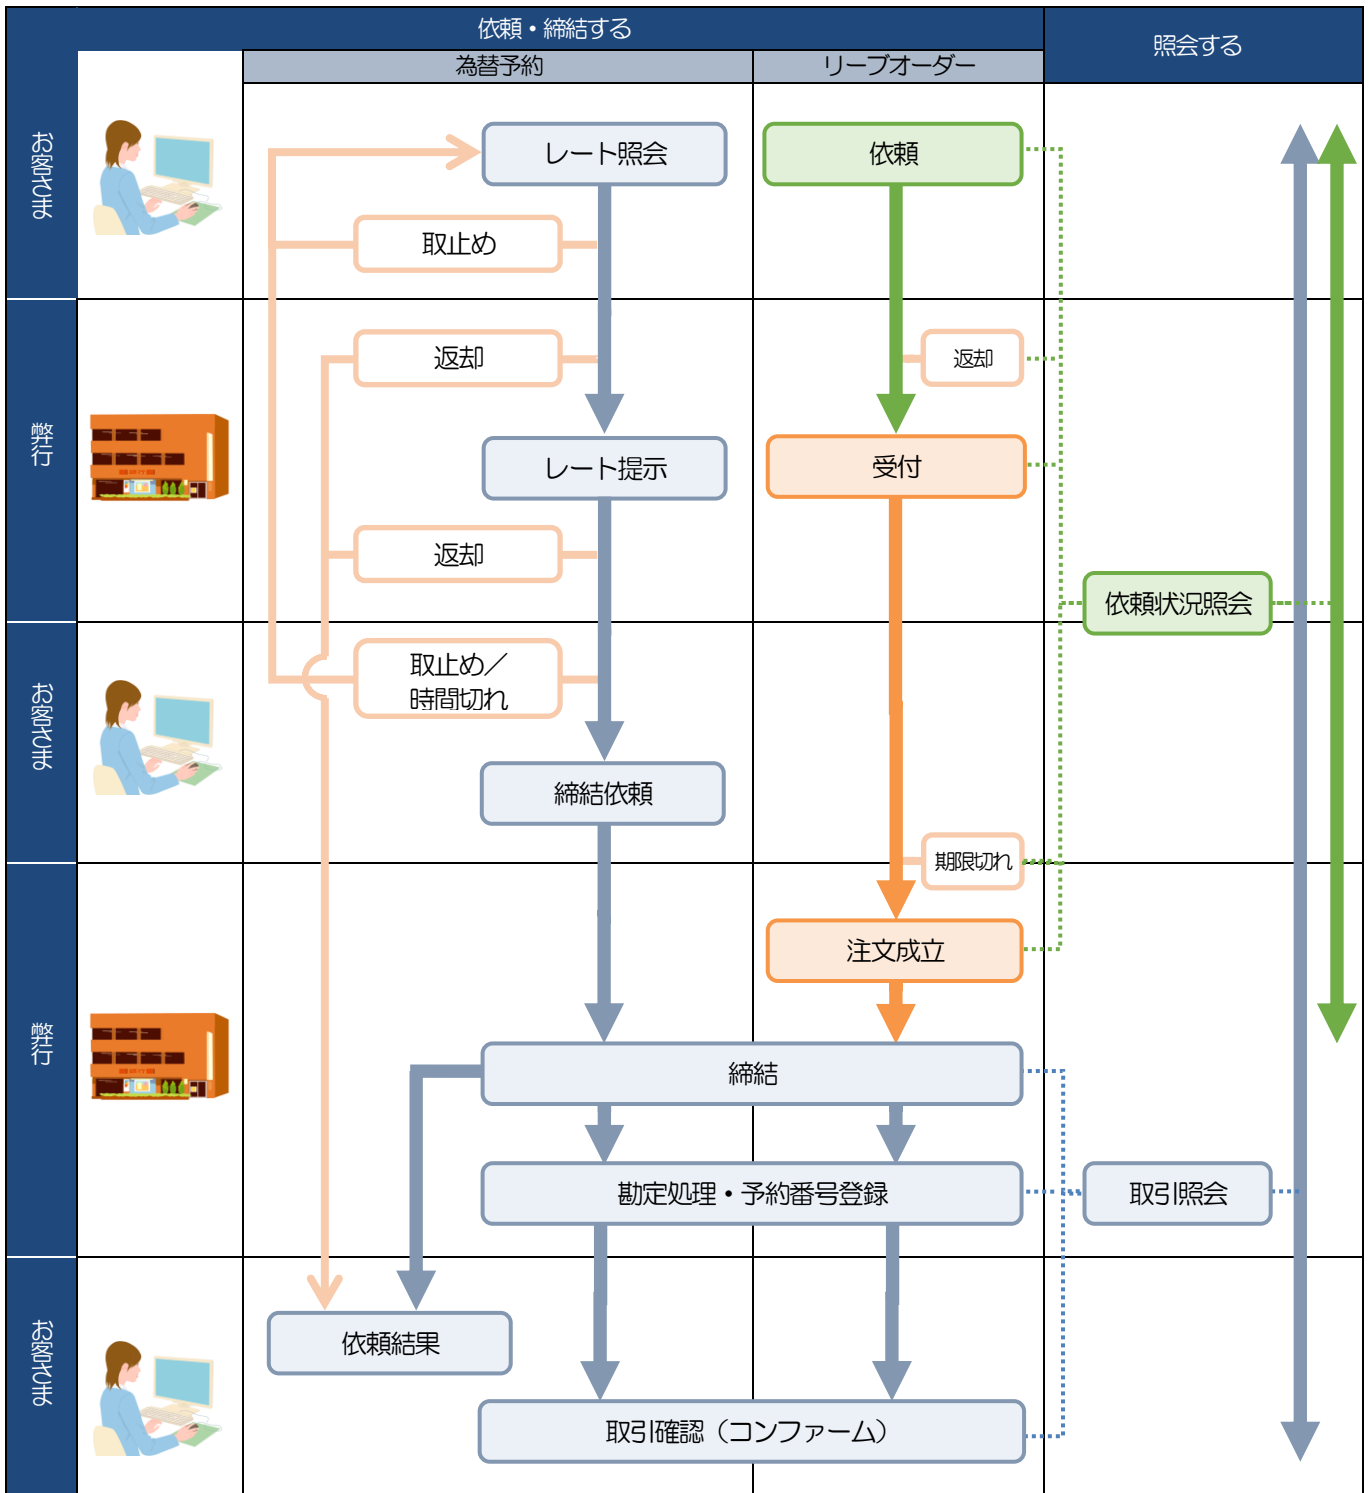 依頼・締結する
照会する
為替予約
リーブオーダー
お客さま
レート照会
依頼
取止め
弊行
返却
返却
レート提示
受付
返却
依頼状況照会
お客さま
取止め／
時間切れ
締結依頼
期限切れ
弊行
注文成立
締結
勘定処理・予約番号登録
取引照会
お客さま
依頼結果
取引確認（コンファーム）